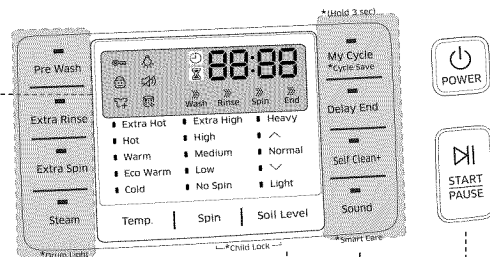 *(Hold 3 sec)
88:88
Wash Rinse Spin End
Pre Wash
Extra Rinse
Extra Spin
Steam
*Drum Light
Extra Hot
Hot
Warm
Eco Warm
Cold
Extra High
High
Medium
Low
No Spin
Heavy
Normal
Light
Temp. Spin Soil Level
*Child Lock
My Cycle
*Cycle Save
Delay End
Self Clean+
Sound
*Smart Care
POWER
START
PAUSE